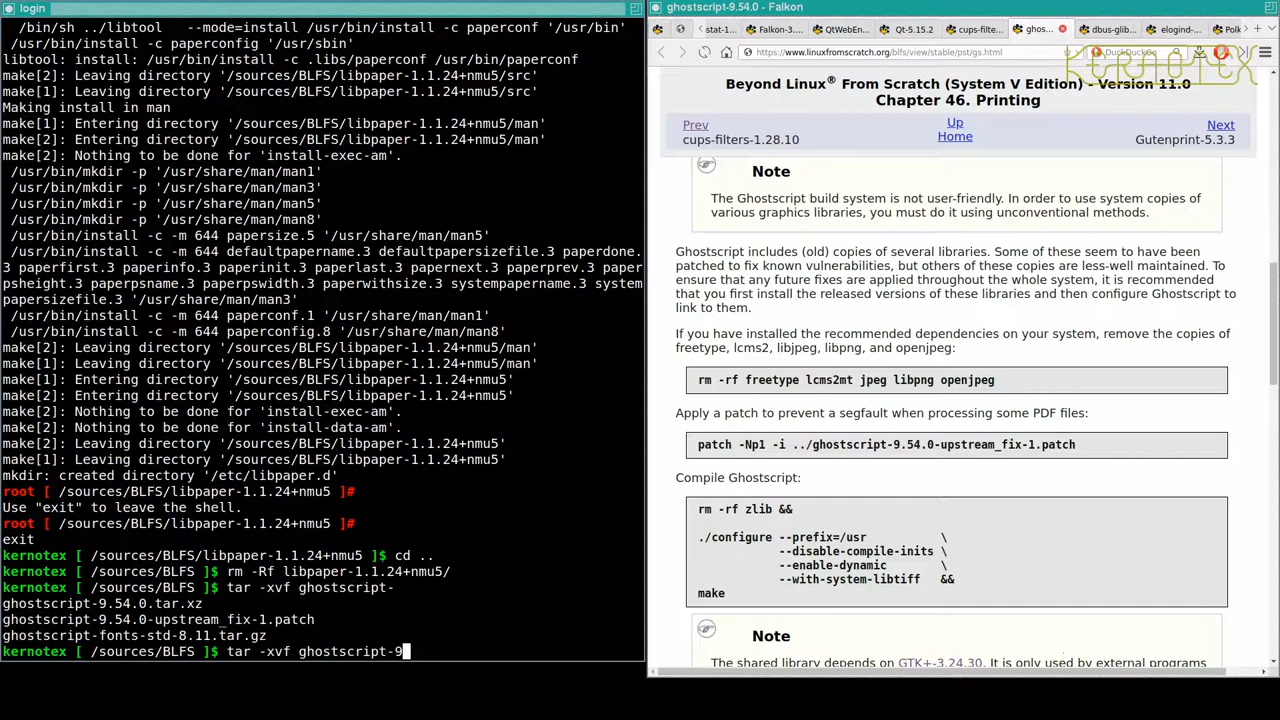 login
/bin/sh ../libtool   --mode=install /usr/bin/install -c paperconf '/usr/bin'
/usr/bin/install -c paperconfig '/usr/sbin'
libtool: install: /usr/bin/install -c .libs/paperconf /usr/bin/paperconf
make[2]: Leaving directory '/sources/BLFS/libpaper-1.1.24+nmu5/src'
make[1]: Leaving directory '/sources/BLFS/libpaper-1.1.24+nmu5/src'
Making install in man
make[1]: Entering directory '/sources/BLFS/libpaper-1.1.24+nmu5/man'
make[2]: Entering directory '/sources/BLFS/libpaper-1.1.24+nmu5/man'
make[2]: Nothing to be done for 'install-exec-am'.
/usr/bin/mkdir -p '/usr/share/man/man1'
/usr/bin/mkdir -p '/usr/share/man/man3'
/usr/bin/mkdir -p '/usr/share/man/man5'
/usr/bin/mkdir -p '/usr/share/man/man8'
/usr/bin/install -c -m 644 papersize.5 '/usr/share/man/man5'
/usr/bin/install -c -m 644 defaultpapername.3 defaultpapersizefile.3 paperdone.
3 paperfirst.3 paperinfo.3 paperinit.3 paperlast.3 papernext.3 paperprev.3 paper
psheight.3 paperpsname.3 paperpswidth.3 paperwithsize.3 systempapername.3 system
papersizefile.3 '/usr/share/man/man3'
/usr/bin/install -c -m 644 paperconf.1 '/usr/share/man/man1'
/usr/bin/install -c -m 644 paperconfig.8 '/usr/share/man/man8'
make[2]: Leaving directory '/sources/BLFS/libpaper-1.1.24+nmu5/man'
make[1]: Leaving directory '/sources/BLFS/libpaper-1.1.24+nmu5/man'
make[1]: Entering directory '/sources/BLFS/libpaper-1.1.24+nmu5'
make[2]: Entering directory '/sources/BLFS/libpaper-1.1.24+nmu5'
make[2]: Nothing to be done for 'install-exec-am'.
make[2]: Nothing to be done for 'install-data-am'.
make[2]: Leaving directory '/sources/BLFS/libpaper-1.1.24+nmu5'
make[1]: Leaving directory '/sources/BLFS/libpaper-1.1.24+nmu5'
mkdir: created directory '/etc/libpaper.d'
root [ /sources/BLFS/libpaper-1.1.24+nmu5 ]#
Use "exit" to leave the shell.
root [ /sources/BLFS/libpaper-1.1.24+nmu5 ]#
exit
kernotex [ /sources/BLFS/libpaper-1.1.24+nmu5 ]$ cd ..
kernotex [ /sources/BLFS ]$ rm -Rf libpaper-1.1.24+nmu5/
kernotex [ /sources/BLFS ]$ tar -xvf ghostscript-
ghostscript-9.54.0.tar.xz
ghostscript-9.54.0-upstream_fix-1.patch
ghostscript-fonts-std-8.11.tar.gz
kernotex [ /sources/BLFS ]$ tar -xvf ghostscript-9
ghostscript-9.54.0 - Falkon
stat-1... Falkon-3.... QtWebEn... Qt-5.15.2 cups-filte... ghos... dbus-glib... elogind-... Polk
https://www.linuxfromscratch.org/blfs/view/stable/pst/gs.html DuckDuckGo
KERNOTEX
Beyond Linux® From Scratch (System V Edition) - Version 11.0
Chapter 46. Printing
Prev Up Next
cups-filters-1.28.10 Home Gutenprint-5.3.3
Note
The Ghostscript build system is not user-friendly. In order to use system copies of
various graphics libraries, you must do it using unconventional methods.
Ghostscript includes (old) copies of several libraries. Some of these seem to have been
patched to fix known vulnerabilities, but others of these copies are less-well maintained. To
ensure that any future fixes are applied throughout the whole system, it is recommended
that you first install the released versions of these libraries and then configure Ghostscript to
link to them.
If you have installed the recommended dependencies on your system, remove the copies of
freetype, lcms2, libjpeg, libpng, and openjpeg:
rm -rf freetype lcms2mt jpeg libpng openjpeg
Apply a patch to prevent a segfault when processing some PDF files:
patch -Np1 -i ../ghostscript-9.54.0-upstream_fix-1.patch
Compile Ghostscript:
rm -rf zlib &&
./configure --prefix=/usr \
--disable-compile-inits \
--enable-dynamic \
--with-system-libtiff &&
make
Note
The shared library depends on GTK+-3.24.30. It is only used by external programs